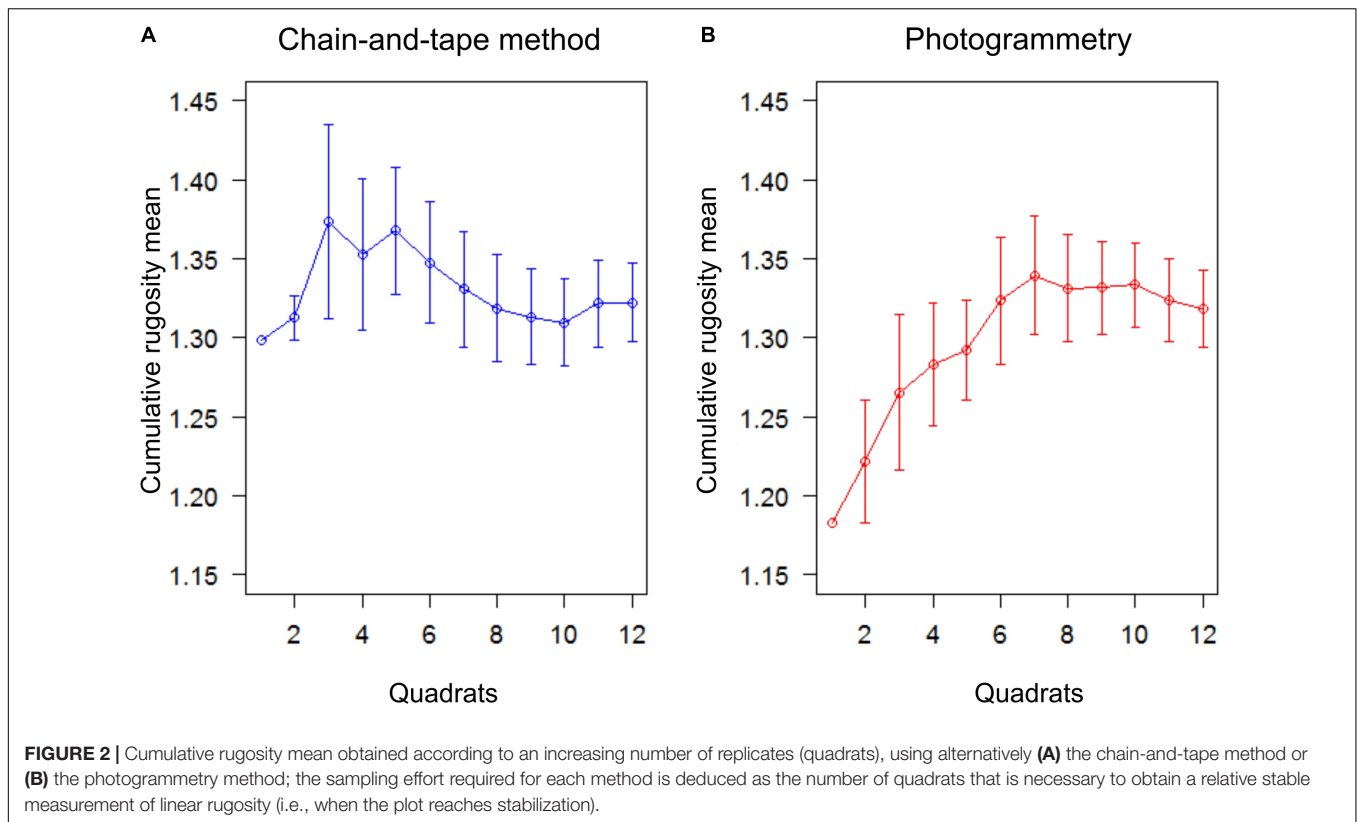 A Chain-and-tape method
Cumulative rugosity mean
1.45
1.40
1.35
1.30
1.25
1.20
1.15
2 4 6 8 10 12
Quadrats
B Photogrammetry
Cumulative rugosity mean
1.45
1.40
1.35
1.30
1.25
1.20
1.15
2 4 6 8 10 12
Quadrats
FIGURE 2 | Cumulative rugosity mean obtained according to an increasing number of replicates (quadrats), using alternatively (A) the chain-and-tape method or
(B) the photogrammetry method; the sampling effort required for each method is deduced as the number of quadrats that is necessary to obtain a relative stable
measurement of linear rugosity (i.e., when the plot reaches stabilization).